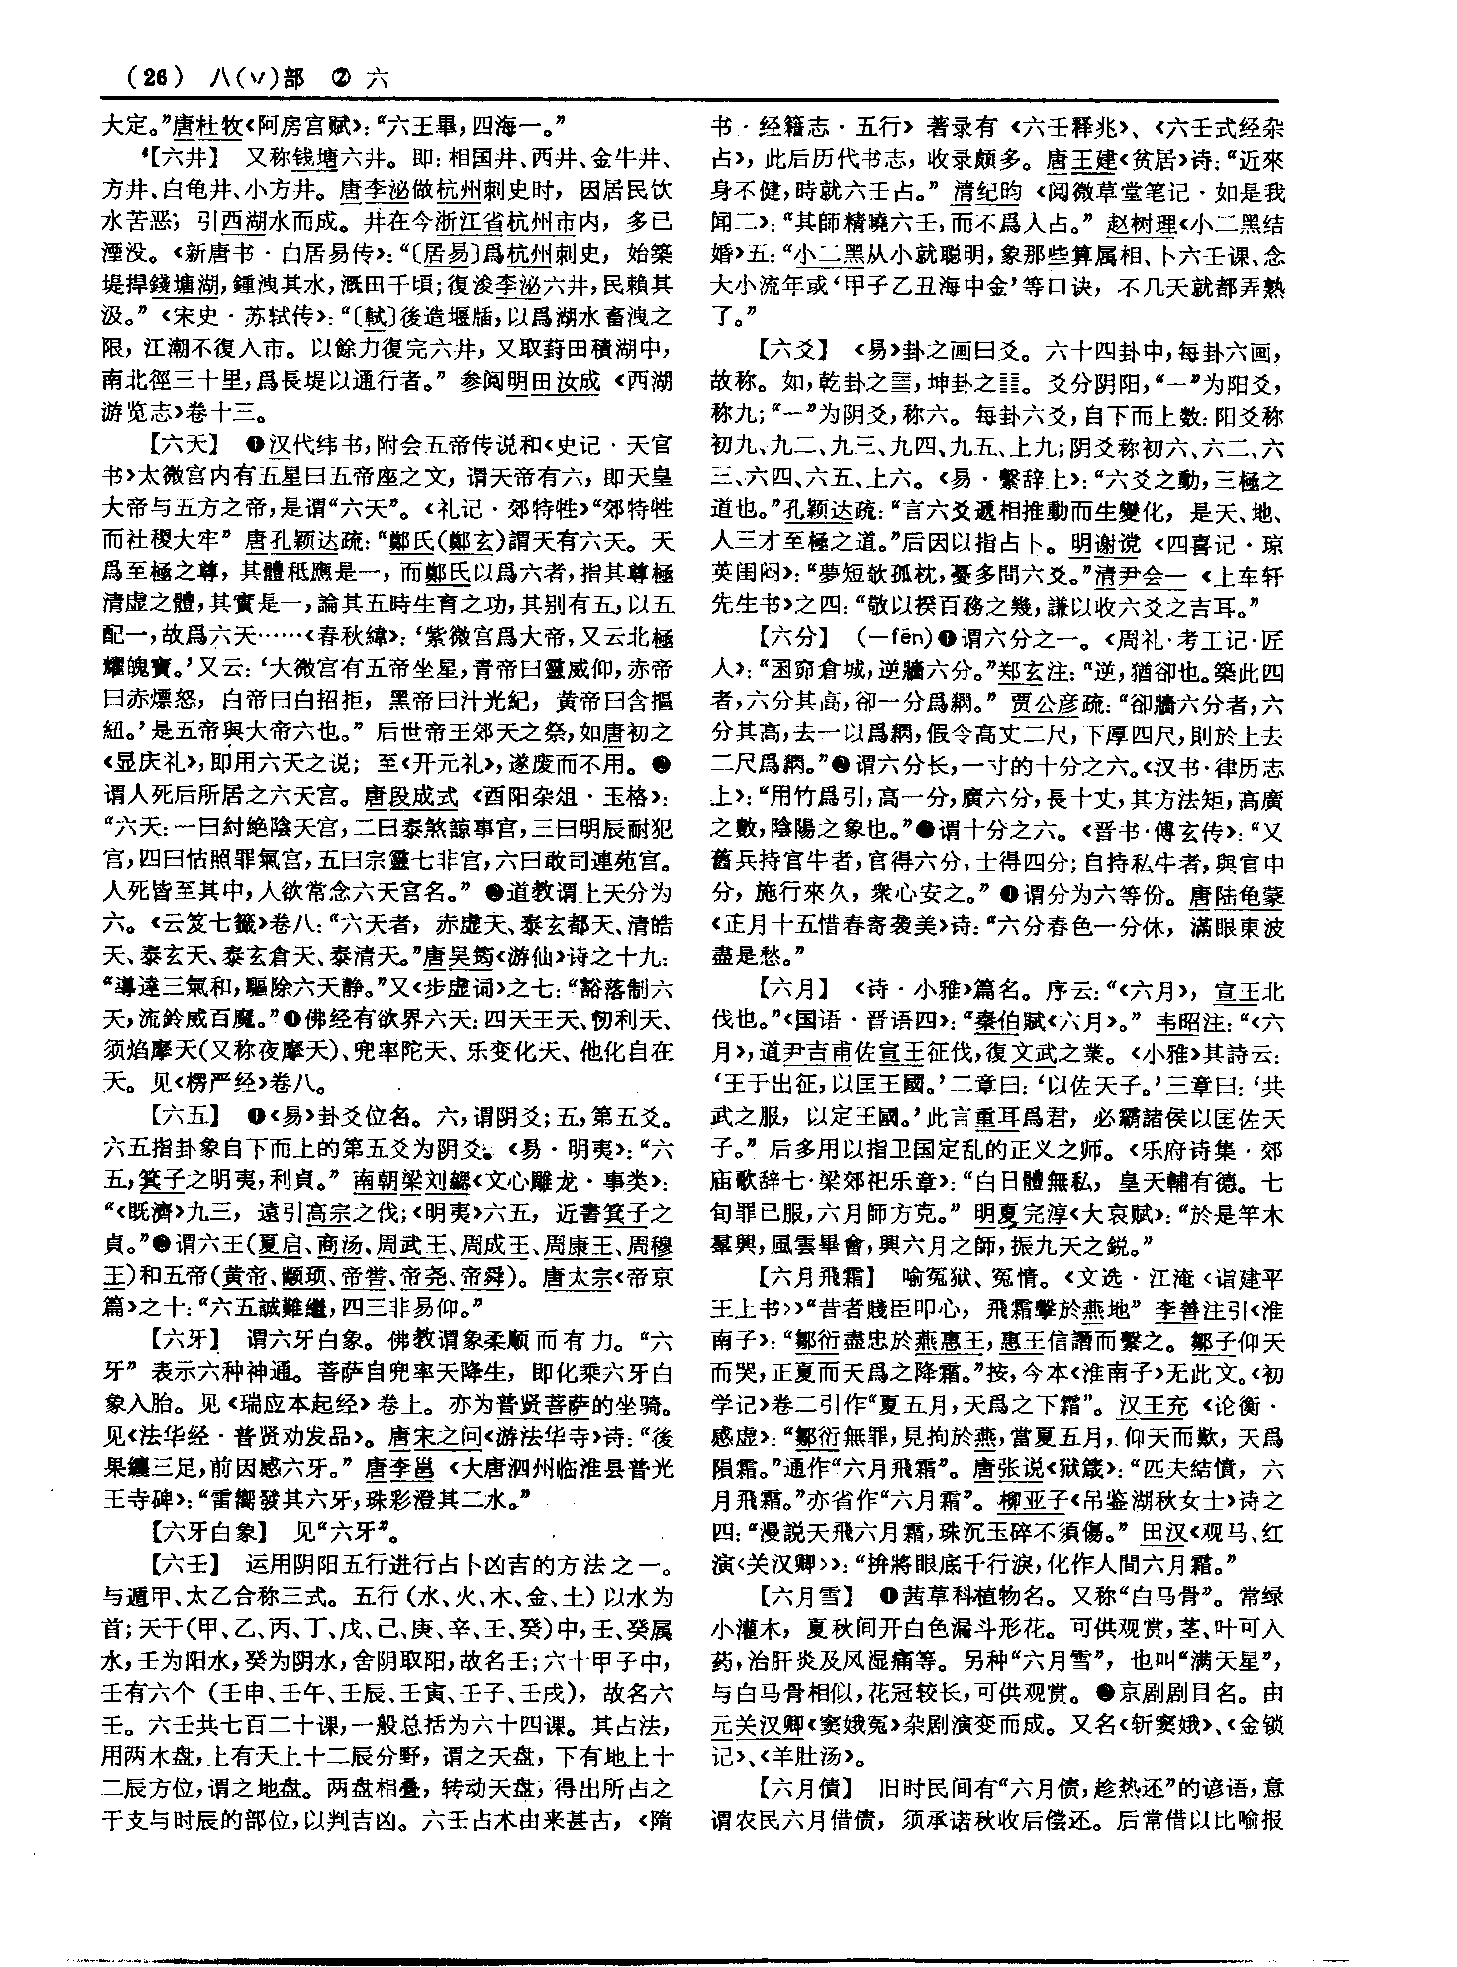 (26) 八(丷)部 ② 六
大定。”唐杜牧《阿房宫赋》：“六王畢，四海一。”
【六井】 又称钱塘六井。即：相国井、西井、金牛井、
方井、白龟井、小方井。唐李泌做杭州刺史时，因居民饮
水苦恶，引西湖水而成。井在今浙江省杭州市内，多已
湮没。《新唐书·白居易传》：“〔居易〕爲杭州刺史，始築
堤捍錢塘湖，鍾洩其水，溉田千頃；復浚李泌六井，民賴其
汲。”《宋史·苏轼传》：“〔軾〕後造堰牐，以爲湖水畜洩之
限，江潮不復入市。以餘力復完六井，又取葑田積湖中，
南北徑三十里，爲長堤以通行者。”参阅明田汝成《西湖
游览志》卷十三。
【六天】 ❶汉代纬书，附会五帝传说和《史记·天官
书》太微宫内有五星曰五帝座之文，谓天帝有六，即天皇
大帝与五方之帝，是谓“六天”。《礼记·郊特牲》“郊特牲
而社稷大牢”唐孔颖达疏：“鄭氏(鄭玄)謂天有六天。天
爲至極之尊，其體秖應是一，而鄭氏以爲六者，指其尊極
清虚之體，其實是一，論其五時生育之功，其别有五，以五
配一，故爲六天……《春秋緯》：‘紫微宫爲大帝，又云北極
耀魄寶。’又云：‘大微宫有五帝坐星，青帝曰靈威仰，赤帝
曰赤熛怒，白帝曰白招拒，黑帝曰汁光紀，黄帝曰含樞
紐。’是五帝與大帝六也。”后世帝王郊天之祭，如唐初之
《显庆礼》，即用六天之说；至《开元礼》，遂废而不用。❷
谓人死后所居之六天宫。唐段成式《酉阳杂俎·玉格》：
“六天：一曰紂絶陰天宫，二曰泰煞諒事宫，三曰明辰耐犯
宫，四曰怙照罪氣宫，五曰宗靈七非宫，六曰敢司連苑宫。
人死皆至其中，人欲常念六天宫名。”❸道教谓上天分为
六。《云笈七籤》卷八：“六天者，赤虚天、泰玄都天、清皓
天、泰玄天、泰玄倉天、泰清天。”唐吴筠《游仙》诗之十九：
“導達三氣和，驅除六天静。”又《步虚词》之七：“豁落制六
天，流鈴威百魔。”❹佛经有欲界六天：四天王天、忉利天、
须焰摩天(又称夜摩天)、兜率陀天、乐变化天、他化自在
天。见《楞严经》卷八。
【六五】 ❶《易》卦爻位名。六，谓阴爻；五，第五爻。
六五指卦象自下而上的第五爻为阴爻。《易·明夷》：“六
五，箕子之明夷，利貞。”南朝梁刘勰《文心雕龙·事类》：
“《既濟》九三，遠引高宗之伐；《明夷》六五，近書箕子之
貞。”❷谓六王(夏启、商汤、周武王、周成王、周康王、周穆
王)和五帝(黄帝、颛顼、帝喾、帝尧、帝舜)。唐太宗《帝京
篇》之十：“六五誠難繼，四三非易仰。”
【六牙】 谓六牙白象。佛教谓象柔顺而有力。“六
牙”表示六种神通。菩萨自兜率天降生，即化乘六牙白
象入胎。见《瑞应本起经》卷上。亦为普贤菩萨的坐骑。
见《法华经·普贤劝发品》。唐宋之问《游法华寺》诗：“後
果纏三足，前因感六牙。”唐李邕《大唐泗州临淮县普光
王寺碑》：“雷嚮發其六牙，珠彩澄其二水。”
【六牙白象】 见“六牙”。
【六壬】 运用阴阳五行进行占卜凶吉的方法之一。
与遁甲、太乙合称三式。五行(水、火、木、金、土)以水为
首；天干(甲、乙、丙、丁、戊、己、庚、辛、壬、癸)中，壬、癸属
水，壬为阳水，癸为阴水，舍阴取阳，故名壬；六十甲子中，
壬有六个(壬申、壬午、壬辰、壬寅、壬子、壬戌)，故名六
壬。六壬共七百二十课，一般总括为六十四课。其占法，
用两木盘，上有天上十二辰分野，谓之天盘，下有地上十
二辰方位，谓之地盘。两盘相叠，转动天盘，得出所占之
干支与时辰的部位，以判吉凶。六壬占术由来甚古，《隋
书·经籍志·五行》著录有《六壬释兆》、《六壬式经杂
占》，此后历代书志，收录颇多。唐王建《贫居》诗：“近來
身不健，時就六壬占。”清纪昀《阅微草堂笔记·如是我
闻二》：“其師精曉六壬，而不爲人占。”赵树理《小二黑结
婚》五：“小二黑从小就聪明，象那些算属相、卜六壬课、念
大小流年或‘甲子乙丑海中金’等口诀，不几天就都弄熟
了。”
【六爻】 《易》卦之画曰爻。六十四卦中，每卦六画，
故称。如，乾卦之䷀，坤卦之䷁。爻分阴阳，“—”为阳爻，
称九；“--”为阴爻，称六。每卦六爻，自下而上数：阳爻称
初九、九二、九三、九四、九五、上九；阴爻称初六、六二、六
三、六四、六五、上六。《易·繫辞上》：“六爻之動，三極之
道也。”孔颖达疏：“言六爻遞相推動而生變化，是天、地、
人三才至極之道。”后因以指占卜。明谢谠《四喜记·琼
英闺闷》：“夢短欹孤枕，憂多問六爻。”清尹会一《上车轩
先生书》之四：“敬以揆百務之幾，謙以收六爻之吉耳。”
【六分】 (—fēn)❶谓六分之一。《周礼·考工记·匠
人》：“囷窌倉城，逆牆六分。”郑玄注：“逆，猶卻也。築此四
者，六分其高，卻一分爲䋽。”贾公彦疏：“卻牆六分者，六
分其高，去一以爲䋽，假令高丈二尺，下厚四尺，則於上去
二尺爲䋽。”❷谓六分长，一寸的十分之六。《汉书·律历志
上》：“用竹爲引，高一分，廣六分，長十丈，其方法矩，高廣
之數，陰陽之象也。”❸谓十分之六。《晋书·傅玄传》：“又
舊兵持官牛者，官得六分，士得四分；自持私牛者，與官中
分，施行來久，衆心安之。”❹谓分为六等份。唐陆龟蒙
《正月十五惜春寄袭美》诗：“六分春色一分休，滿眼東波
盡是愁。”
【六月】 《诗·小雅》篇名。序云：“《六月》，宣王北
伐也。”《国语·晋语四》：“秦伯賦《六月》。”韦昭注：“《六
月》，道尹吉甫佐宣王征伐，復文武之業。《小雅》其詩云：
‘王于出征，以匡王國。’二章曰：‘以佐天子。’三章曰：‘共
武之服，以定王國。’此言重耳爲君，必霸諸侯以匡佐天
子。”后多用以指卫国定乱的正义之师。《乐府诗集·郊
庙歌辞七·梁郊祀乐章》：“白日體無私，皇天輔有德。七
旬罪已服，六月師方克。”明夏完淳《大哀赋》：“於是竿木
羣興，風雲畢會，興六月之師，振九天之鋭。”
【六月飛霜】 喻冤狱、冤情。《文选·江淹〈诣建平
王上书〉》“昔者賤臣叩心，飛霜擊於燕地”李善注引《淮
南子》：“鄒衍盡忠於燕惠王，惠王信譖而繫之。鄒子仰天
而哭，正夏而天爲之降霜。”按，今本《淮南子》无此文。《初
学记》卷二引作“夏五月，天爲之下霜”。汉王充《论衡·
感虚》：“鄒衍無罪，見拘於燕，當夏五月，仰天而歎，天爲
隕霜。”通作“六月飛霜”。唐张说《狱箴》：“匹夫結憤，六
月飛霜。”亦省作“六月霜”。柳亚子《吊鉴湖秋女士》诗之
四：“漫説天飛六月霜，珠沉玉碎不須傷。”田汉《观马、红
演〈关汉卿〉》：“拚將眼底千行淚，化作人間六月霜。”
【六月雪】 ❶茜草科植物名。又称“白马骨”。常绿
小灌木，夏秋间开白色漏斗形花。可供观赏，茎、叶可入
药，治肝炎及风湿痛等。另种“六月雪”，也叫“满天星”，
与白马骨相似，花冠较长，可供观赏。❷京剧剧目名。由
元关汉卿《窦娥冤》杂剧演变而成。又名《斩窦娥》、《金锁
记》、《羊肚汤》。
【六月債】 旧时民间有“六月债，趁热还”的谚语，意
谓农民六月借债，须承诺秋收后偿还。后常借以比喻报